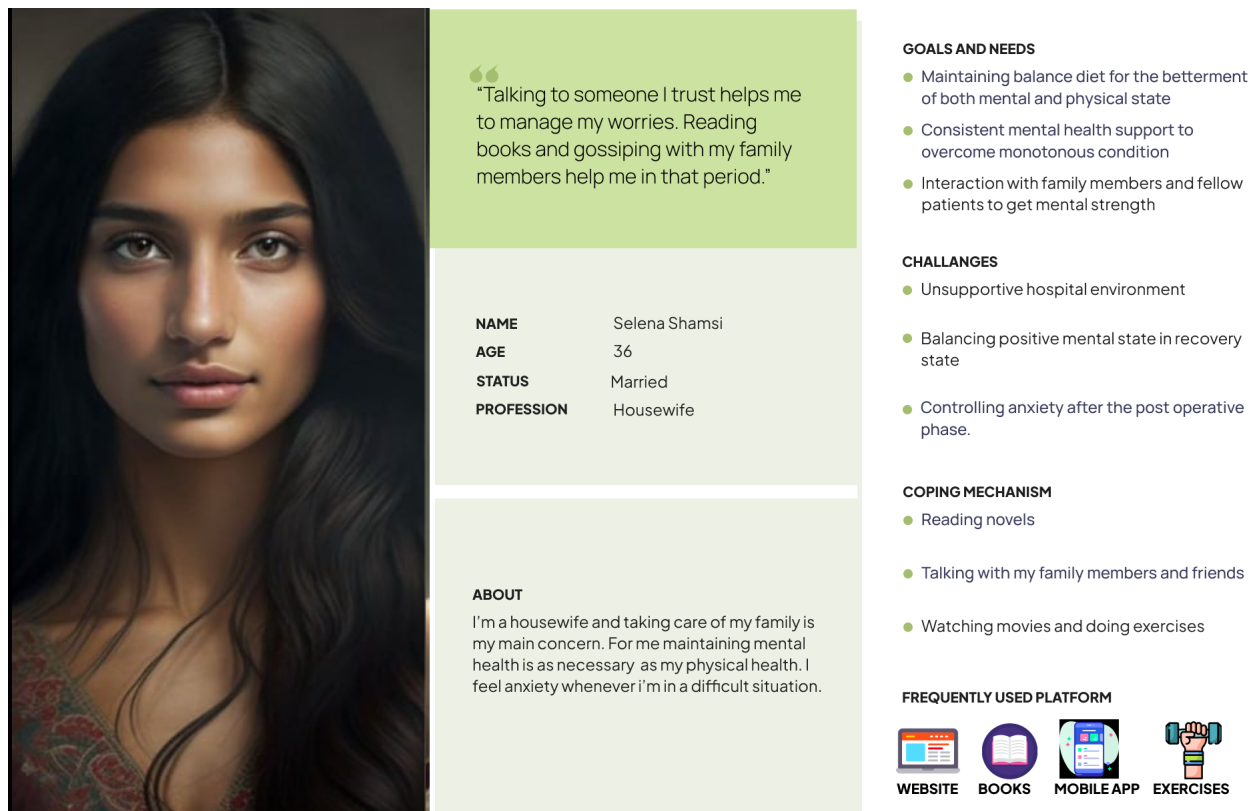 “Talking to someone I trust helps me
to manage my worries. Reading
books and gossiping with my family
members help me in that period.”
NAME Selena Shamsi
AGE 36
STATUS Married
PROFESSION Housewife
ABOUT
I'm a housewife and taking care of my family is
my main concern. For me maintaining mental
health is as necessary as my physical health. I
feel anxiety whenever i'm in a difficult situation.
GOALS AND NEEDS
Maintaining balance diet for the betterment
of both mental and physical state
Consistent mental health support to
overcome monotonous condition
Interaction with family members and fellow
patients to get mental strength
CHALLANGES
Unsupportive hospital environment
Balancing positive mental state in recovery
state
Controlling anxiety after the post operative
phase.
COPING MECHANISM
Reading novels
Talking with my family members and friends
Watching movies and doing exercises
FREQUENTLY USED PLATFORM
WEBSITE BOOKS MOBILE APP EXERCISES